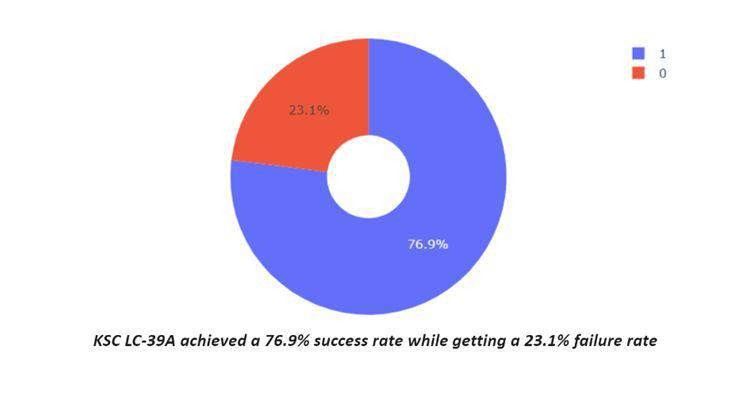 1
0
23.1%
76.9%
KSC LC-39A achieved a 76.9% success rate while getting a 23.1% failure rate